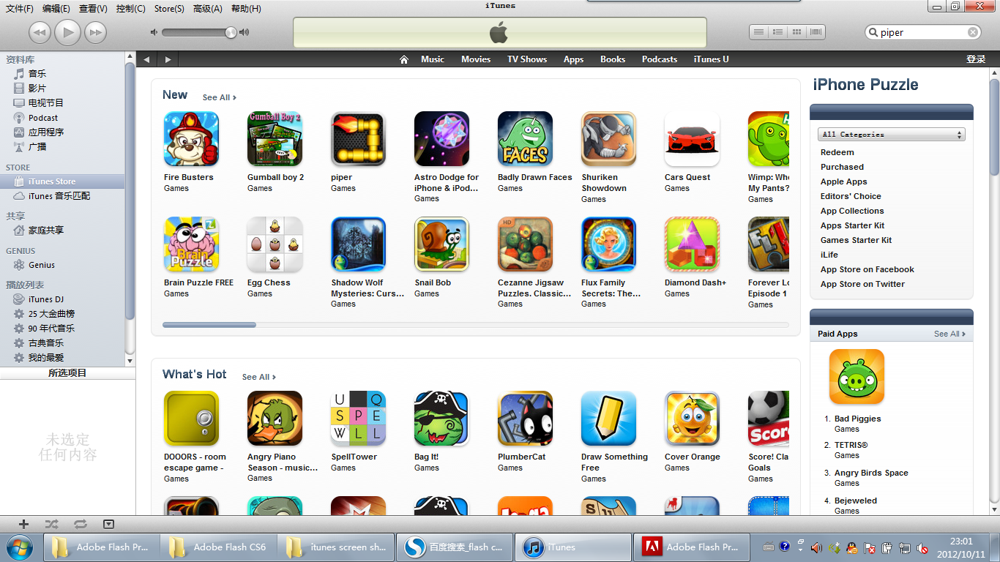 iTunes
文件(F) 编辑(E) 查看(V) 控制(C) Store(S) 高级(A) 帮助(H)
piper
资料库
音乐
影片
电视节目
Podcast
应用程序
广播
STORE
iTunes Store
iTunes 音乐匹配
共享
家庭共享
GENIUS
Genius
播放列表
iTunes DJ
25 大金曲榜
90 年代音乐
古典音乐
我的最爱
所选项目
未选定
任何内容
Music Movies TV Shows Apps Books Podcasts iTunes U 登录
New See All
Gumball Boy 2
FACES
Fire Busters
Games
Gumball boy 2
Games
piper
Games
Astro Dodge for
iPhone & iPod...
Games
Badly Drawn Faces
Games
Shuriken
Showdown
Games
Cars Quest
Games
Wimp: Who
My Pants?
Games
Brain
Puzzle
HD
Brain Puzzle FREE
Games
Egg Chess
Games
Shadow Wolf
Mysteries: Curs...
Games
Snail Bob
Games
Cezanne Jigsaw
Puzzles. Classic...
Games
Flux Family
Secrets: The...
Games
Diamond Dash+
Games
Forever Lo
Episode 1
Games
What's Hot See All
U Q
S P E
W L L
Score
DOOORS - room
escape game -
Games
Angry Piano
Season - music...
Games
SpellTower
Games
Bag It!
Games
PlumberCat
Games
Draw Something
Free
Games
Cover Orange
Games
Score! Cla
Goals
Games
iPhone Puzzle
All Categories
Redeem
Purchased
Apple Apps
Editors' Choice
App Collections
Apps Starter Kit
Games Starter Kit
iLife
App Store on Facebook
App Store on Twitter
Paid Apps See All
1. Bad Piggies
Games
2. TETRIS®
Games
3. Angry Birds Space
Games
4. Bejeweled
Games
Adobe Flash Pr... Adobe Flash CS6 itunes screen sh... 百度搜索_flash c... iTunes Adobe Flash Pr...
23:01
2012/10/11